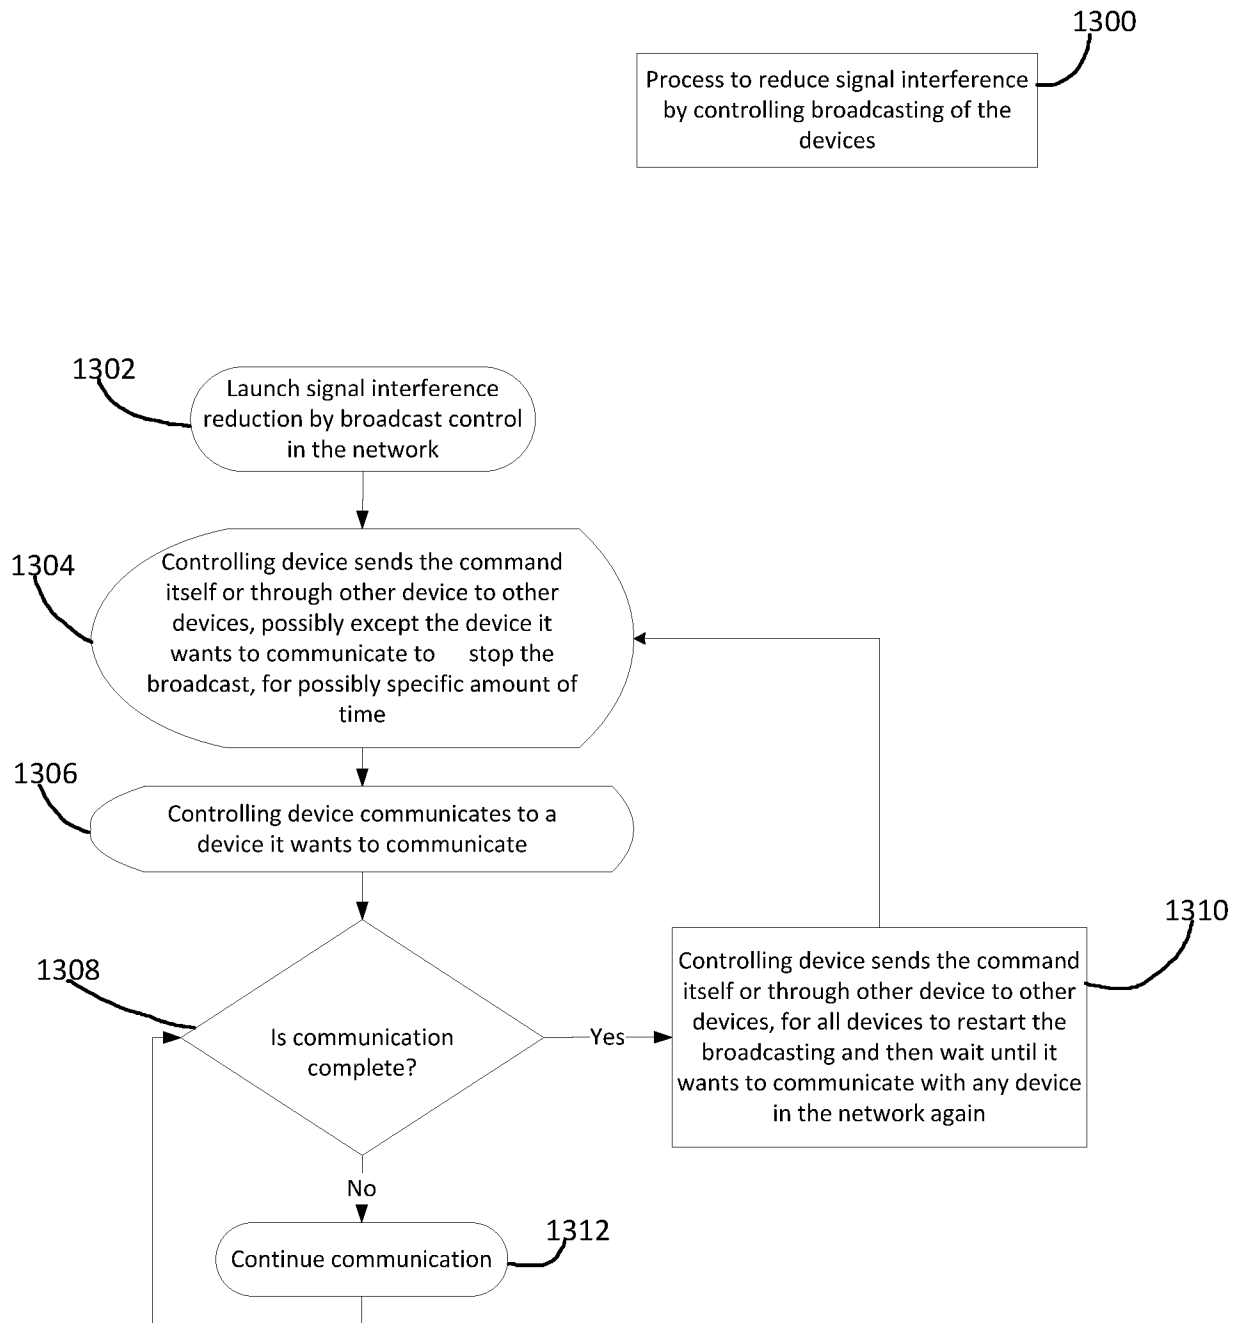 1300
Process to reduce signal interference
by controlling broadcasting of the
devices
1302
Launch signal interference
reduction by broadcast control
in the network
1304
Controlling device sends the command
itself or through other device to other
devices, possibly except the device it
wants to communicate to stop the
broadcast, for possibly specific amount of
time
1306
Controlling device communicates to a
device it wants to communicate
1308
Is communication
complete?
Yes
1310
Controlling device sends the command
itself or through other device to other
devices, for all devices to restart the
broadcasting and then wait until it
wants to communicate with any device
in the network again
No
1312
Continue communication